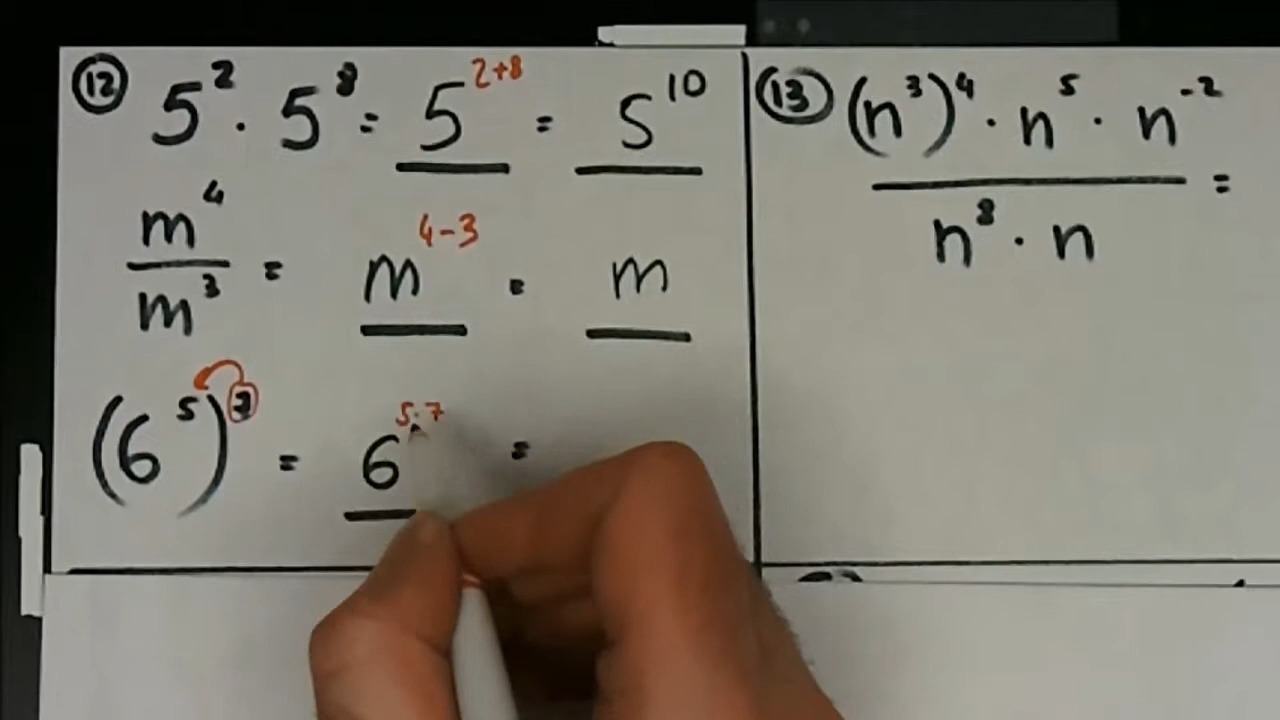 ⑫ 5² · 5⁸ = 5²⁺⁸ = 5¹⁰
m⁴ / m³ = m⁴⁻³ = m
(6⁵)⁷ = 6⁵·⁷ =
⑬ (n³)⁴ · n⁵ · n⁻² / n⁸ · n =